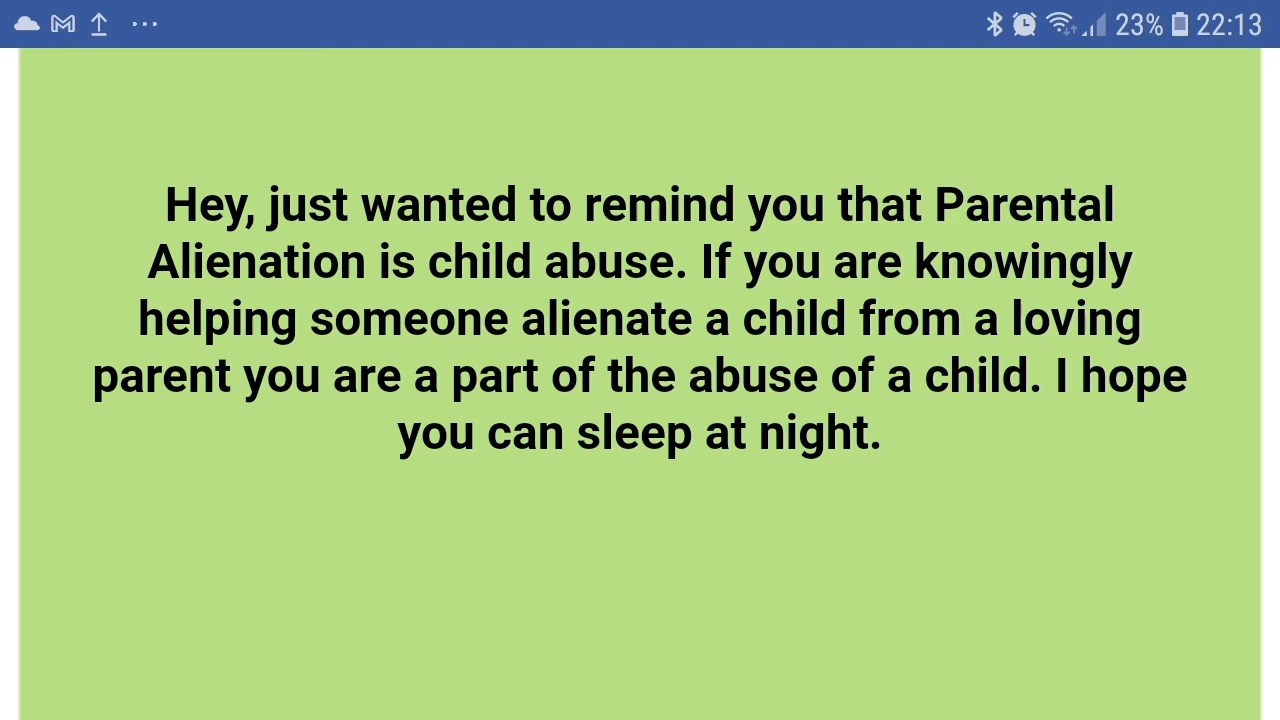 23% 22:13
Hey, just wanted to remind you that Parental
Alienation is child abuse. If you are knowingly
helping someone alienate a child from a loving
parent you are a part of the abuse of a child. I hope
you can sleep at night.